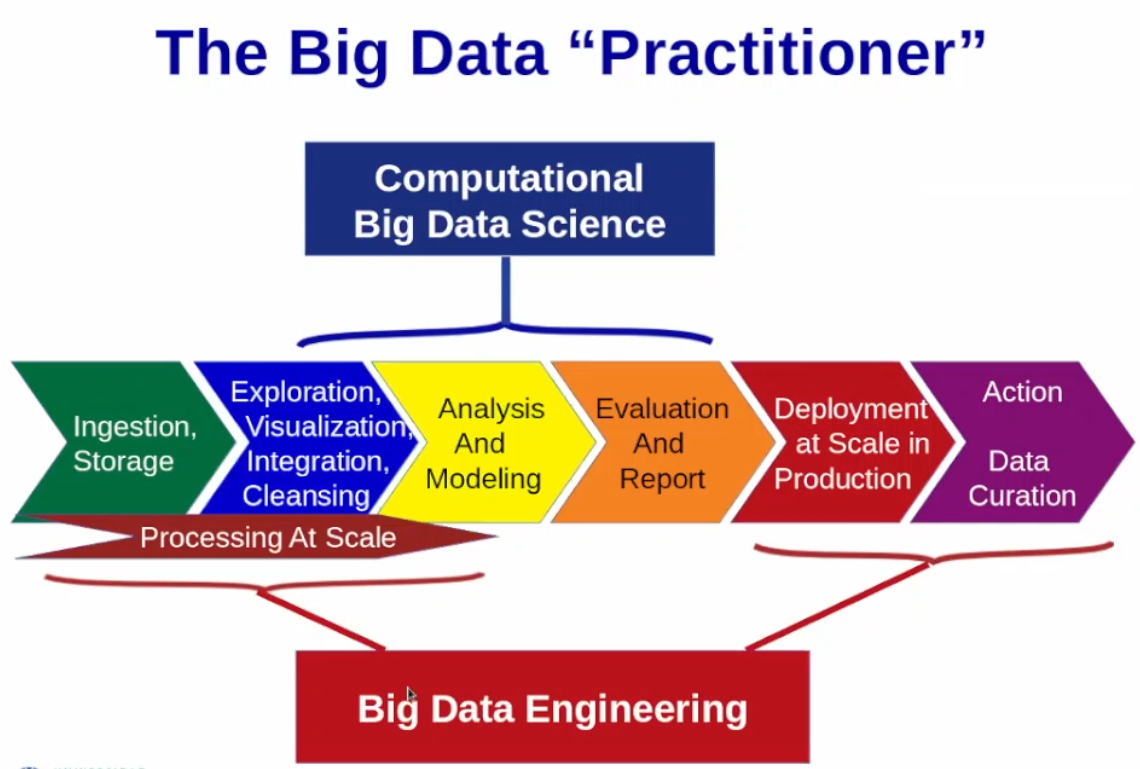 The Big Data “Practitioner”
Computational
Big Data Science
Ingestion,
Storage
Exploration,
Visualization,
Integration,
Cleansing
Analysis
And
Modeling
Evaluation
And
Report
Deployment
at Scale in
Production
Action
Data
Curation
Processing At Scale
Big Data Engineering